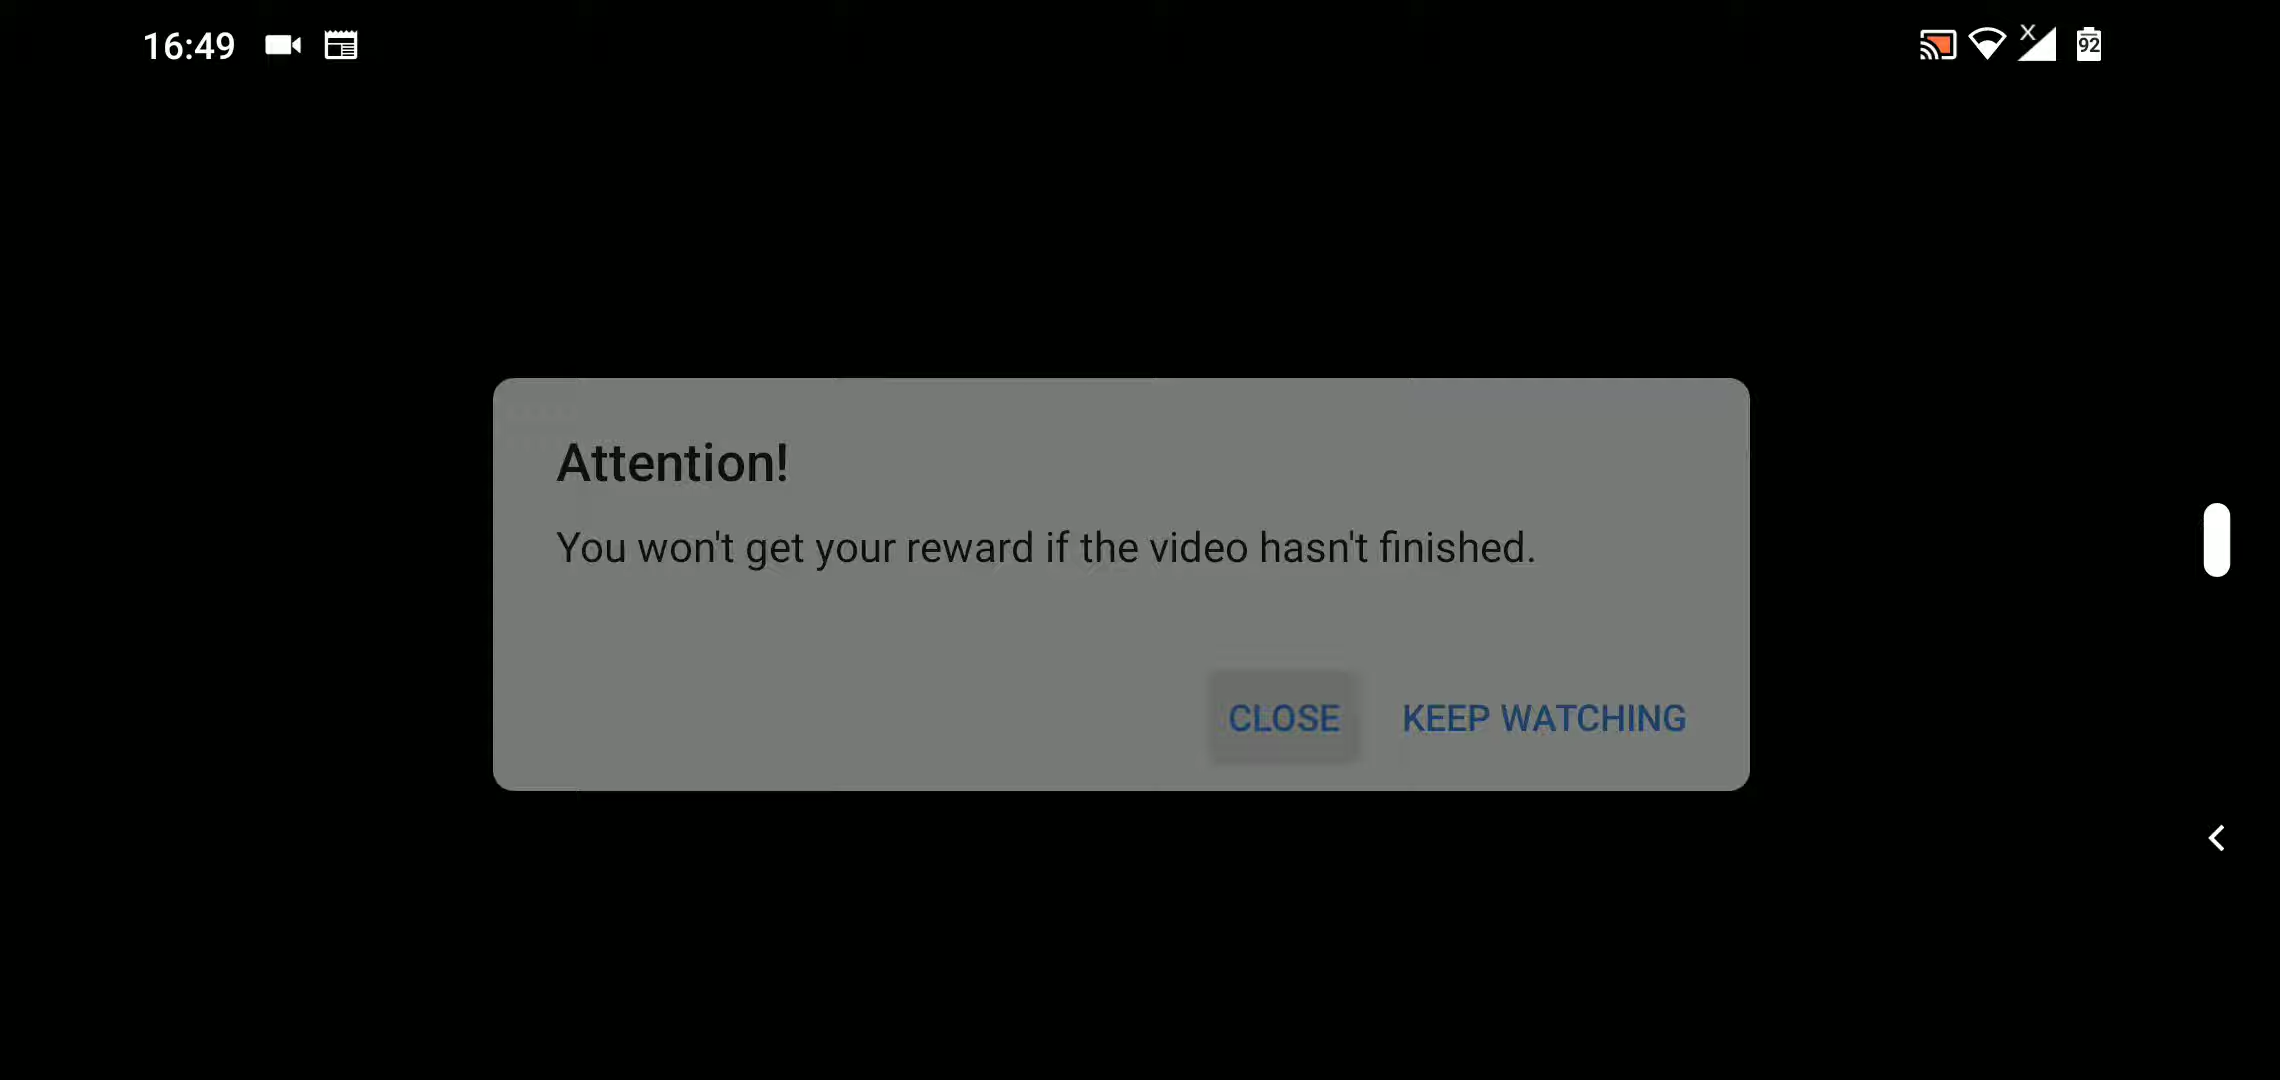 16:49
X
92
Attention!
You won't get your reward if the video hasn't finished.
CLOSE KEEP WATCHING